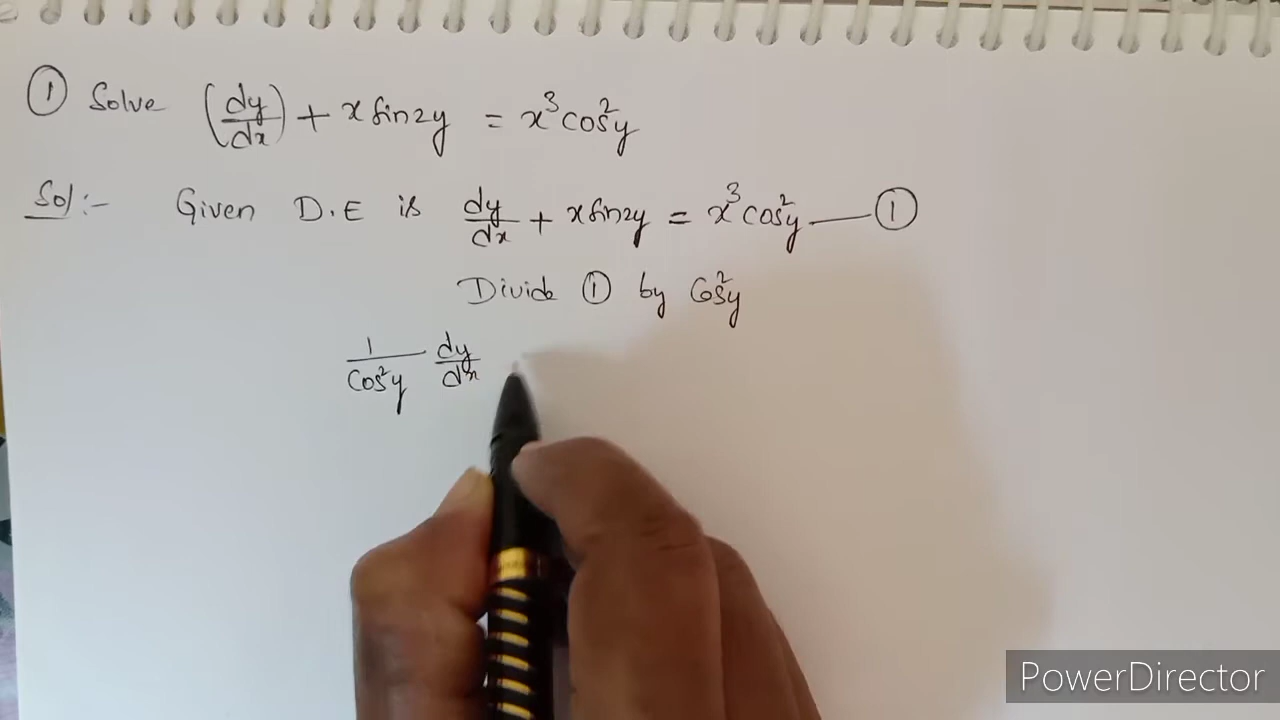 ① Solve (dy/dx) + x sin2y = x³cos²y
Sol:- Given D.E is dy/dx + x sin2y = x³cos²y — ①
Divide ① by Cos²y
1/Cos²y dy/dx
PowerDirector